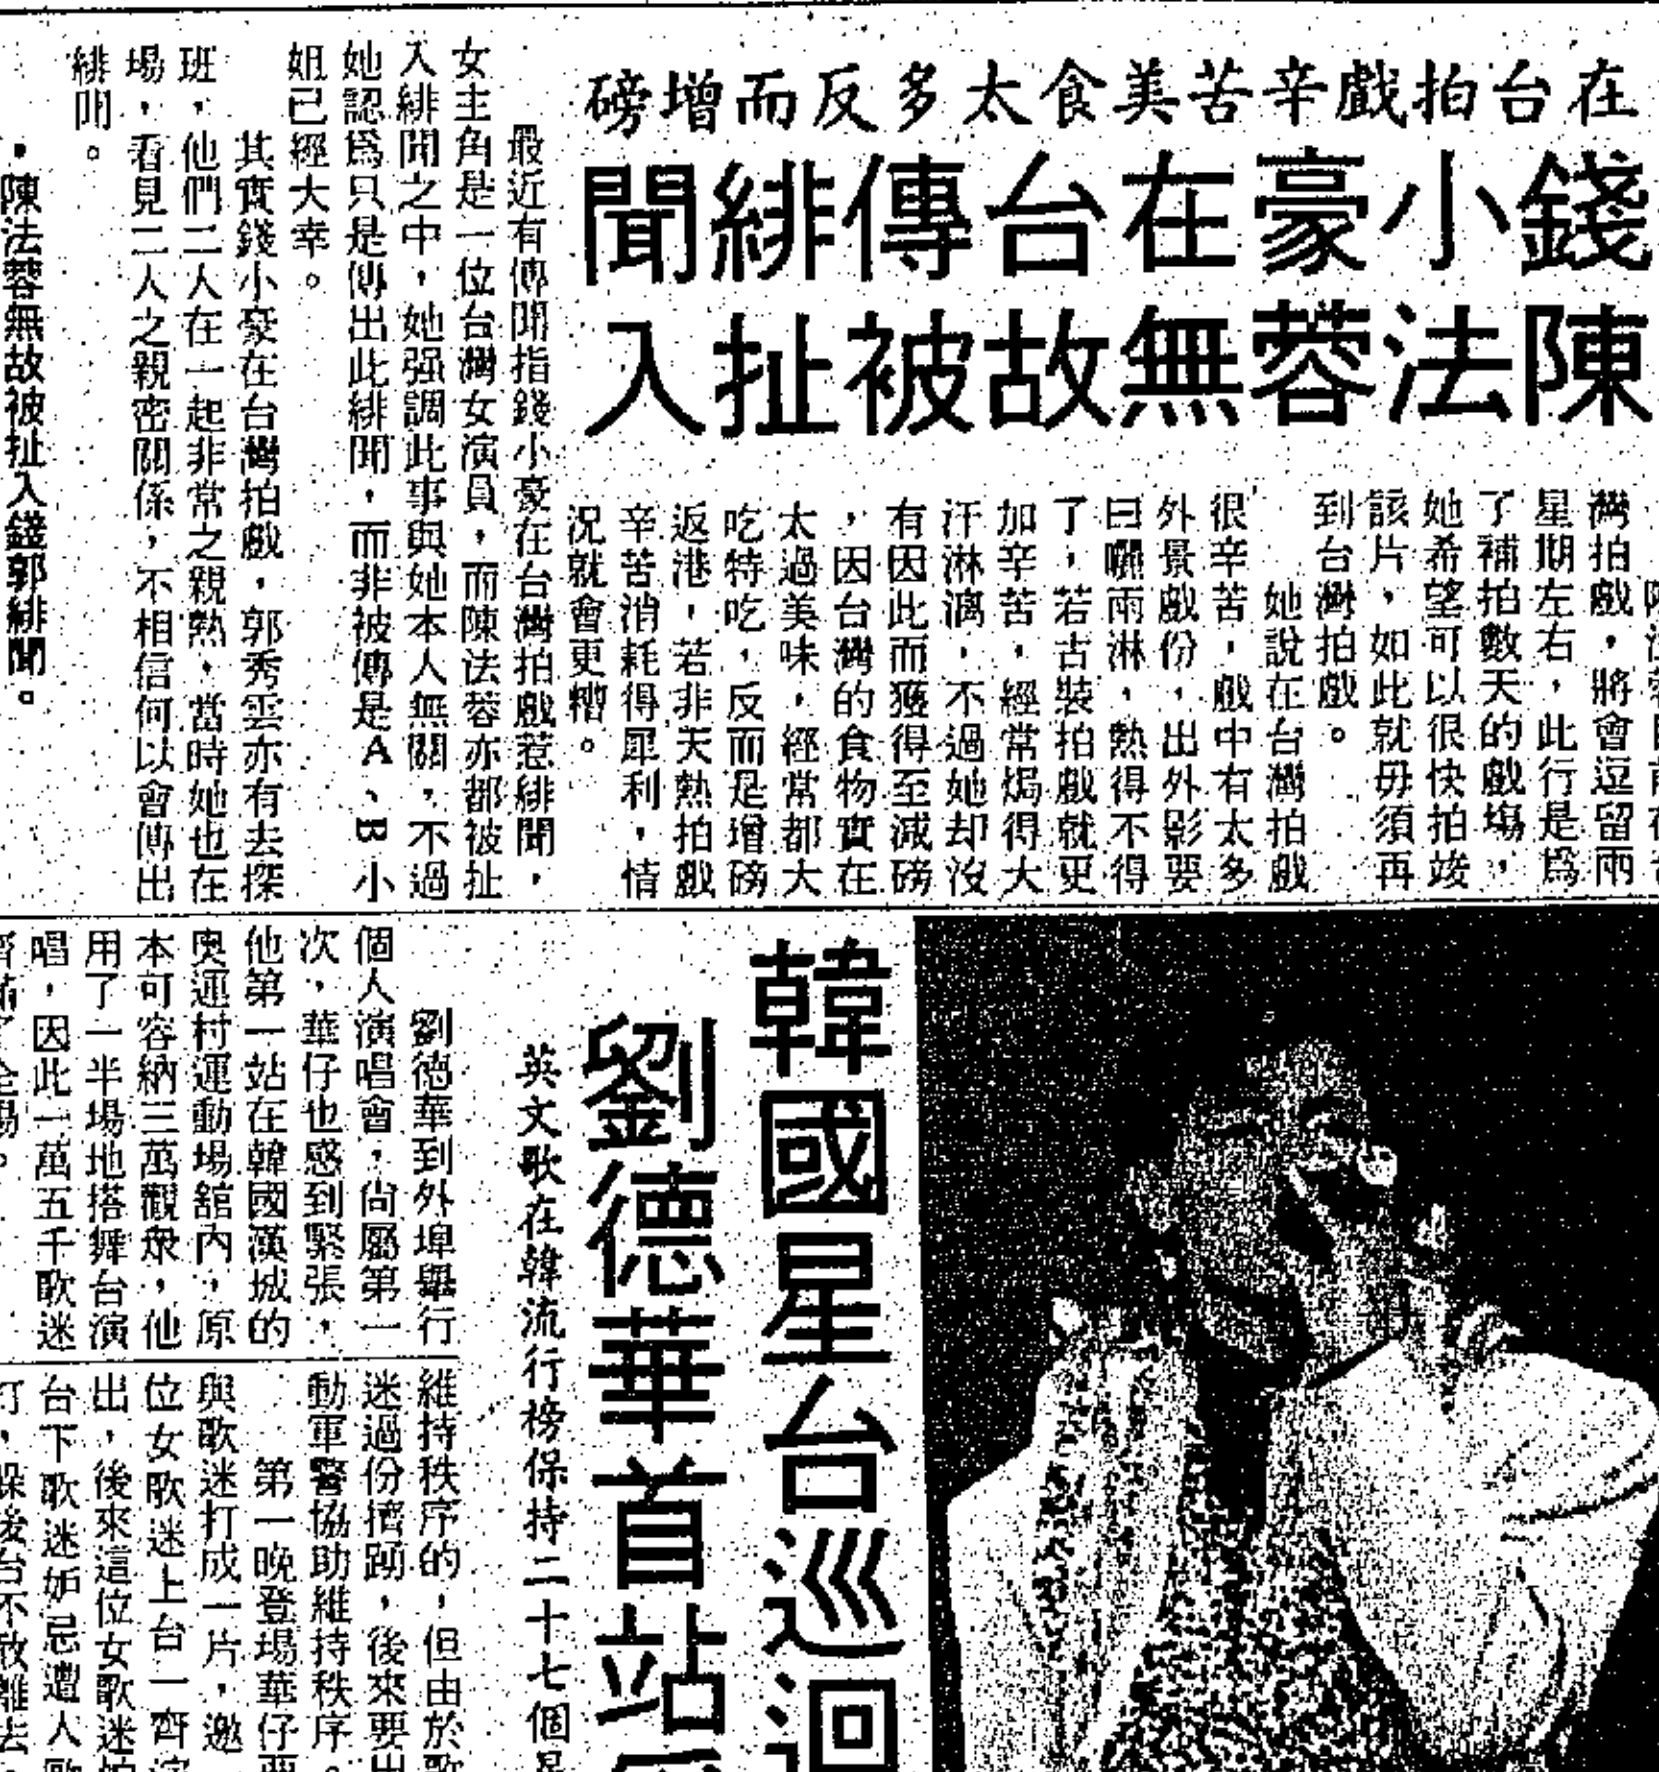 在台拍戲辛苦美食太多反而增磅
錢小豪在台傳緋聞
陳法蓉無故被扯入
灣拍戲，將會逗留兩
星期左右，此行是爲
了補拍數天的戲塲，
她希望可以很快拍竣
該片，如此就毋須再
到台灣拍戲。
她說在台灣拍戲
很辛苦，戲中有太多
外景戲份，出外影要
日曬雨淋，熱得不得
了，若古裝拍戲就更
加辛苦，經常焗得大
汗淋漓，不過她却沒
有因此而獲得至減磅
，因台灣的食物實在
太過美味，經常都大
吃特吃，反而是增磅
返港，若非天熱拍戲
辛苦消耗得犀利，情
況就會更糟。
最近有傳聞指錢小豪在台灣拍戲惹緋聞，
女主角是一位台灣女演員，而陳法蓉亦都被扯
入緋聞之中，她强調此事與她本人無關，不過
她認爲只是傳出此緋聞，而非被傳是A、B小
姐已經大幸。
其實錢小豪在台灣拍戲，郭秀雲亦有去探
班，他們二人在一起非常之親熱，當時她也在
場，看見二人之親密關係，不相信何以會傳出
緋聞。
·陳法蓉無故被扯入錢郭緋聞。
韓國星台巡迴
劉德華首站
英文歌在韓流行榜保持二十七個
劉德華到外埠舉行
個人演唱會，尙屬第一
次，華仔也感到緊張，
他第一站在韓國漢城的
奧運村運動場舘內，原
本可容納三萬觀衆，他
用了一半場地搭舞台演
唱，因此一萬五千歌迷
維持秩序的，但由於歌
迷過份擠踴，後來要出
動軍警協助維持秩序。
第一晚登場華仔要
與歌迷打成一片，邀
位女歌迷上台一齊
出，後來這位女歌迷
台下歌迷妒忌遭人